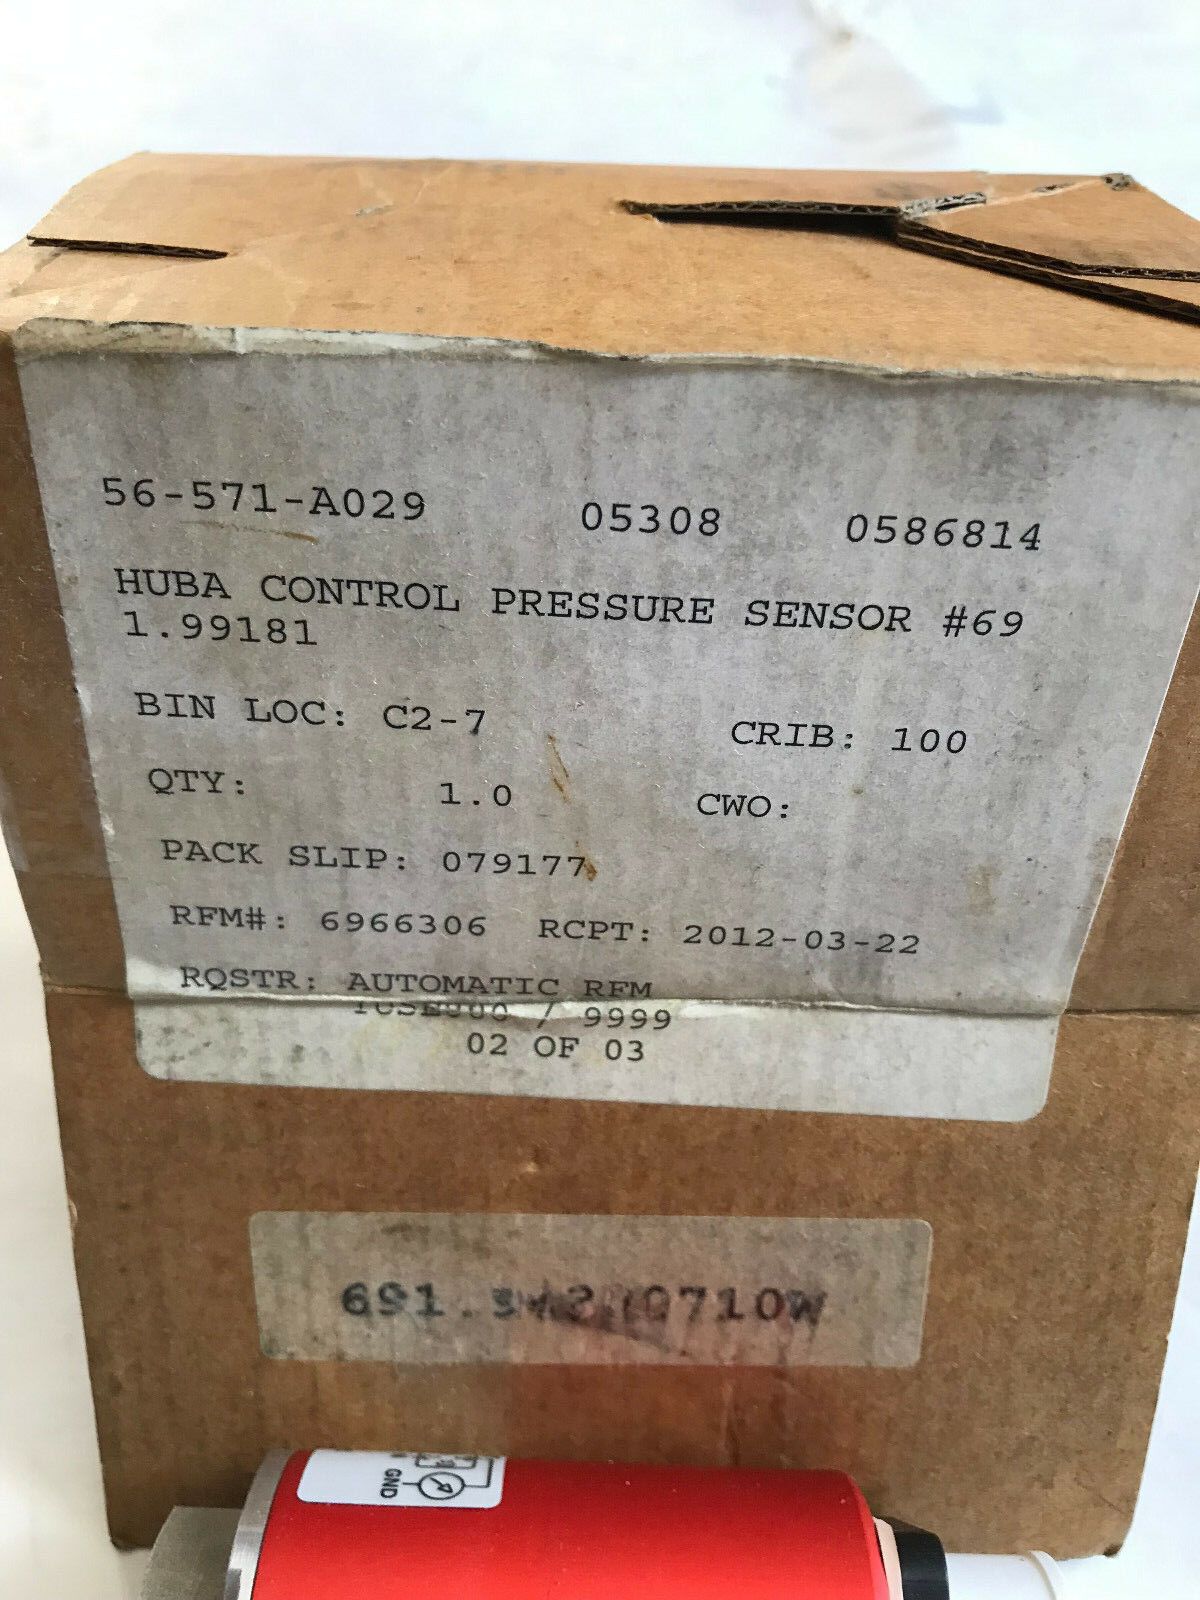 56-571-A029 05308 0586814
HUBA CONTROL PRESSURE SENSOR #69
1.99181
BIN LOC: C2-7 CRIB: 100
QTY: 1.0 CWO:
PACK SLIP: 079177
RFM#: 6966306 RCPT: 2012-03-22
RQSTR: AUTOMATIC RFM
/ 9999
02 OF 03
GND